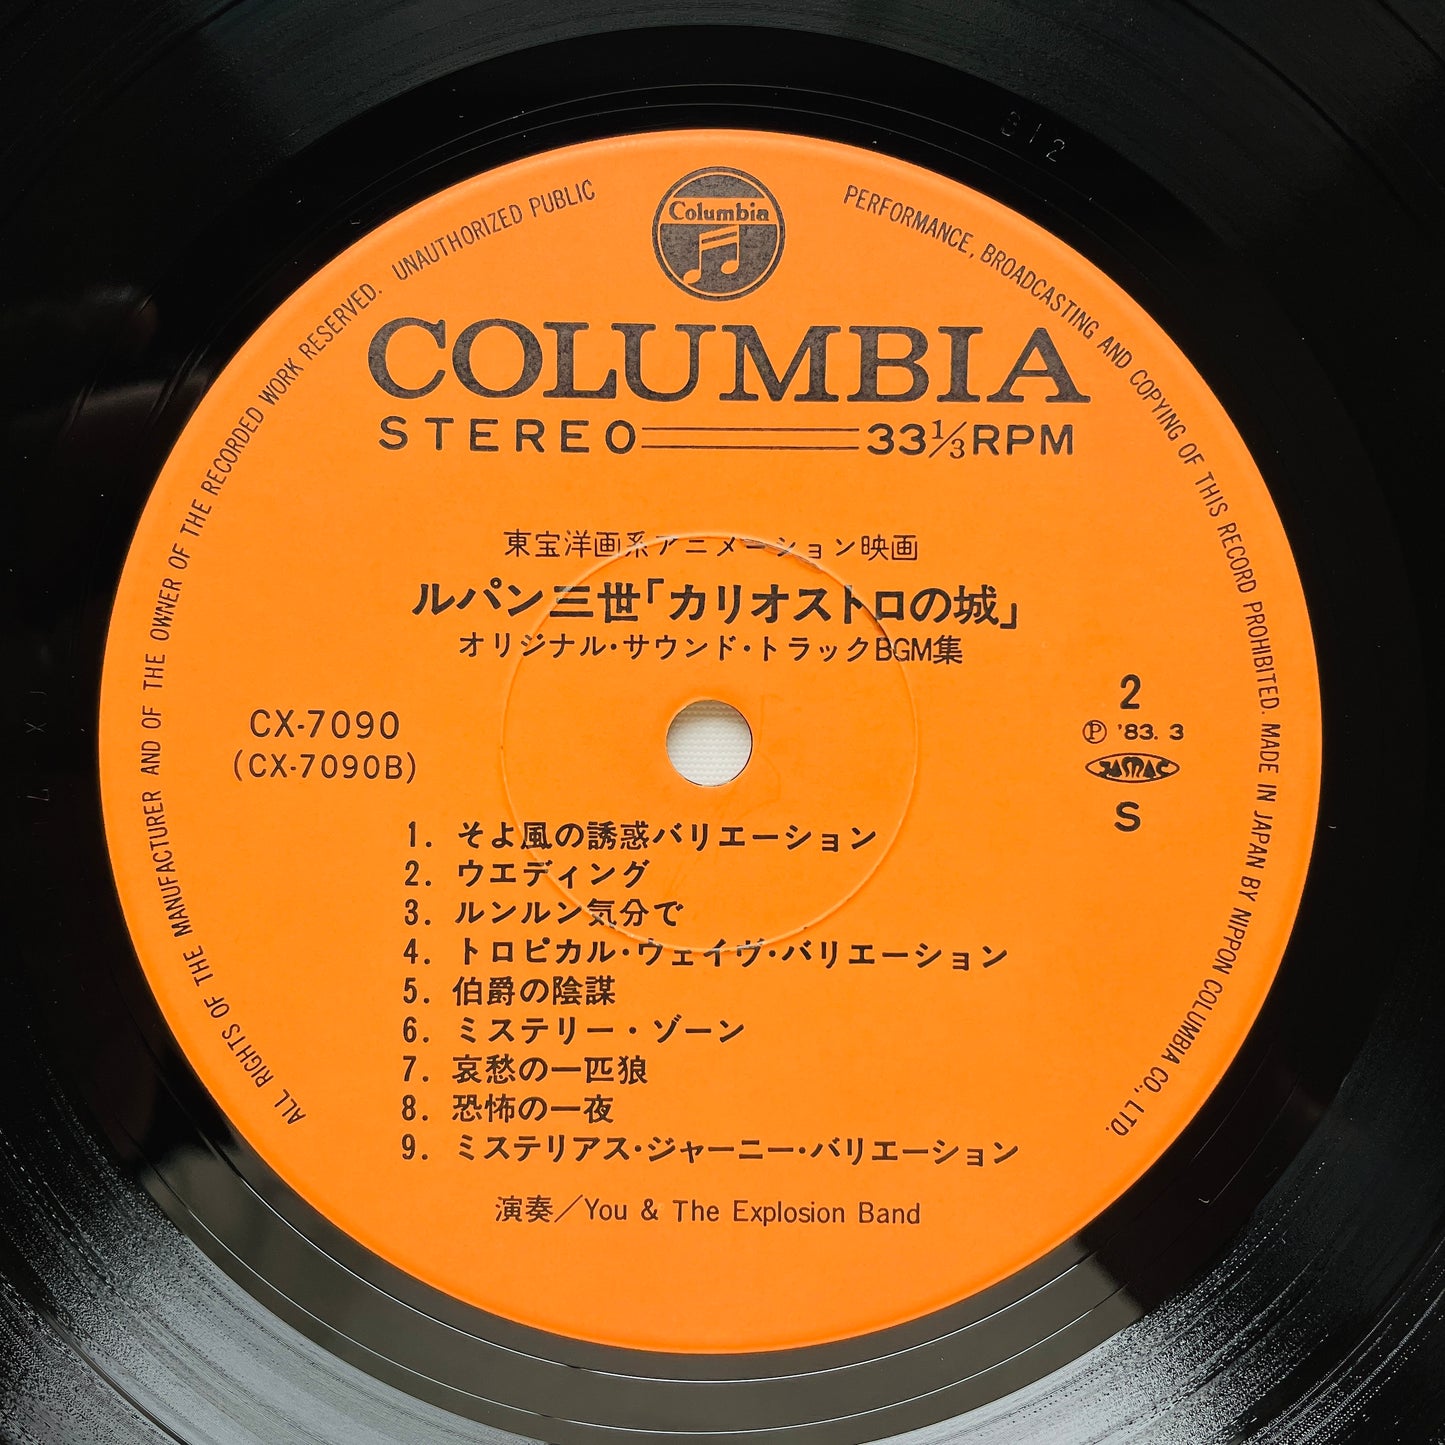 Columbia
COLUMBIA
STEREO 33⅓RPM
東宝洋画系アニメーション映画
ルパン三世「カリオストロの城」
オリジナル・サウンド・トラックBGM集
CX-7090
(CX-7090B)
2
Ⓟ '83. 3
JASRAC
S
1. そよ風の誘惑バリエーション
2. ウエディング
3. ルンルン気分で
4. トロピカル・ウェイヴ・バリエーション
5. 伯爵の陰謀
6. ミステリー・ゾーン
7. 哀愁の一匹狼
8. 恐怖の一夜
9. ミステリアス・ジャーニー・バリエーション
演奏／You & The Explosion Band
ALL RIGHTS OF THE MANUFACTURER AND OF THE OWNER OF THE RECORDED WORK RESERVED. UNAUTHORIZED PUBLIC PERFORMANCE, BROADCASTING AND COPYING OF THIS RECORD PROHIBITED. MADE IN JAPAN BY NIPPON COLUMBIA CO., LTD.